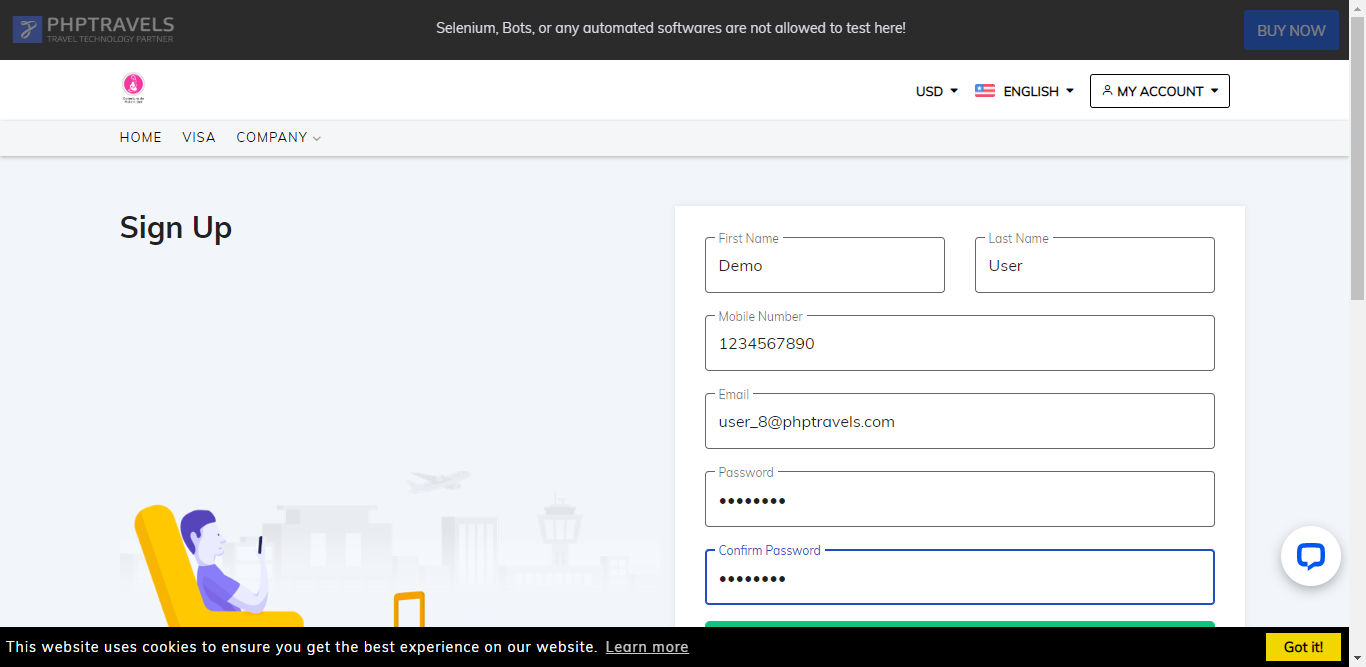 PHPTRAVELS
TRAVEL TECHNOLOGY PARTNER
Selenium, Bots, or any automated softwares are not allowed to test here!
BUY NOW
USD
ENGLISH
MY ACCOUNT
HOME
VISA
COMPANY
Sign Up
First Name
Demo
Last Name
User
Mobile Number
1234567890
Email
user_8@phptravels.com
Password
••••••••
Confirm Password
••••••••
This website uses cookies to ensure you get the best experience on our website. Learn more
Got it!